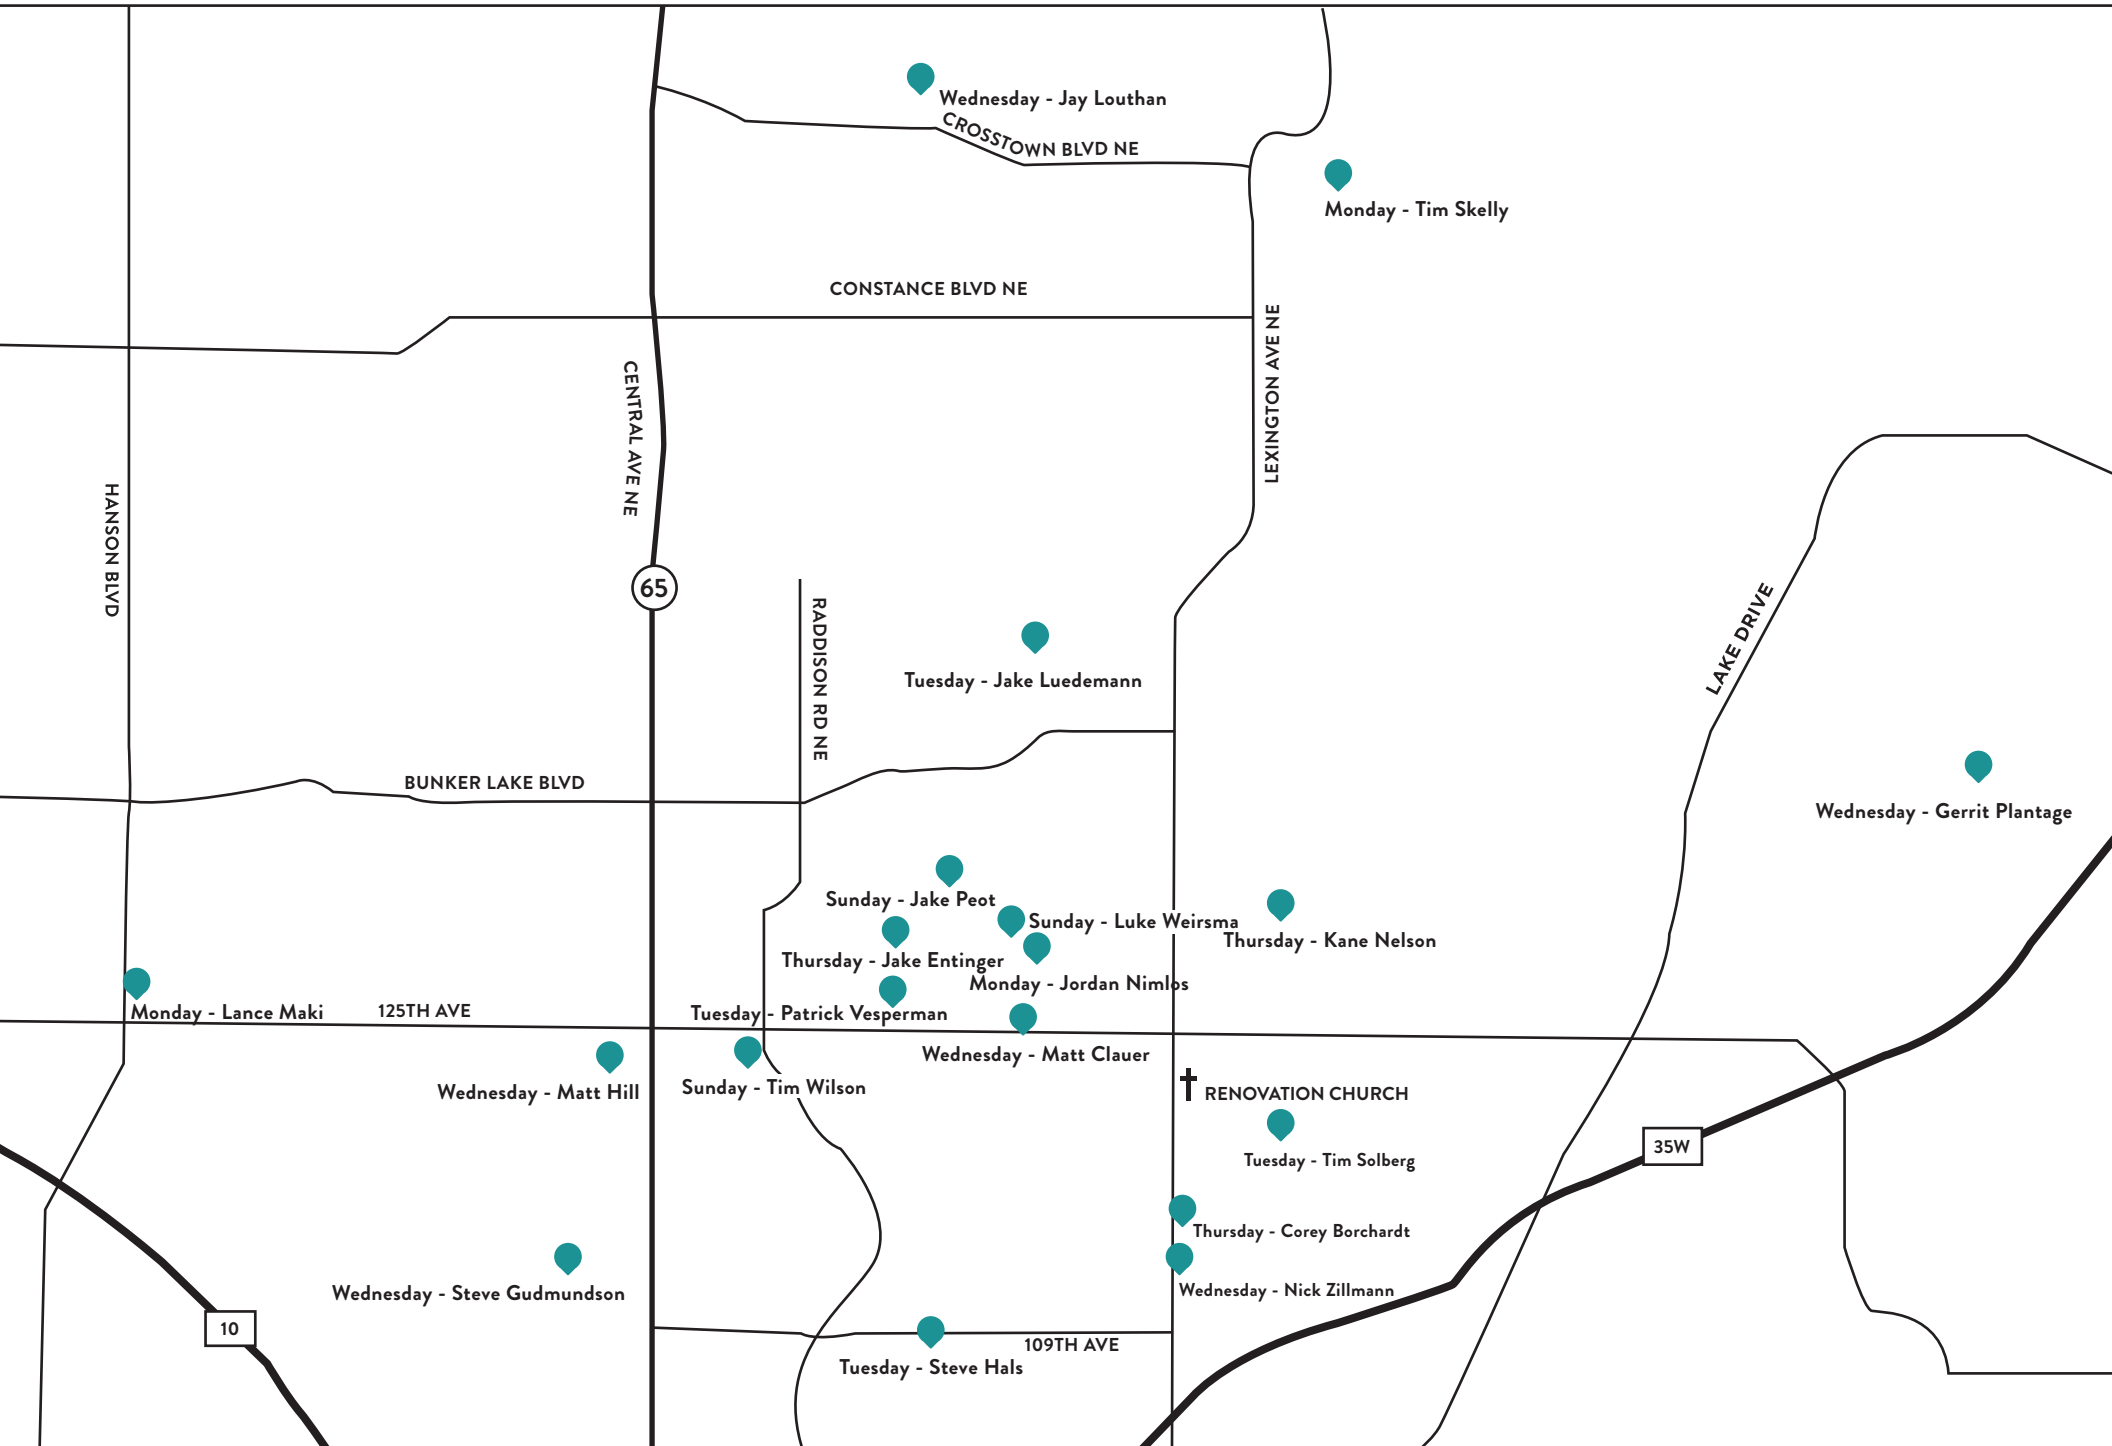 Wednesday - Jay Louthan
CROSSTOWN BLVD NE
Monday - Tim Skelly
CONSTANCE BLVD NE
LEXINGTON AVE NE
CENTRAL AVE NE
HANSON BLVD
65
RADDISON RD NE
LAKE DRIVE
Tuesday - Jake Luedemann
BUNKER LAKE BLVD
Wednesday - Gerrit Plantage
Sunday - Jake Peot
Sunday - Luke Weirsma
Thursday - Kane Nelson
Thursday - Jake Entinger
Monday - Jordan Nimlos
Monday - Lance Maki
125TH AVE
Tuesday - Patrick Vesperman
Wednesday - Matt Clauer
Wednesday - Matt Hill
Sunday - Tim Wilson
RENOVATION CHURCH
35W
Tuesday - Tim Solberg
Thursday - Corey Borchardt
Wednesday - Steve Gudmundson
Wednesday - Nick Zillmann
10
109TH AVE
Tuesday - Steve Hals